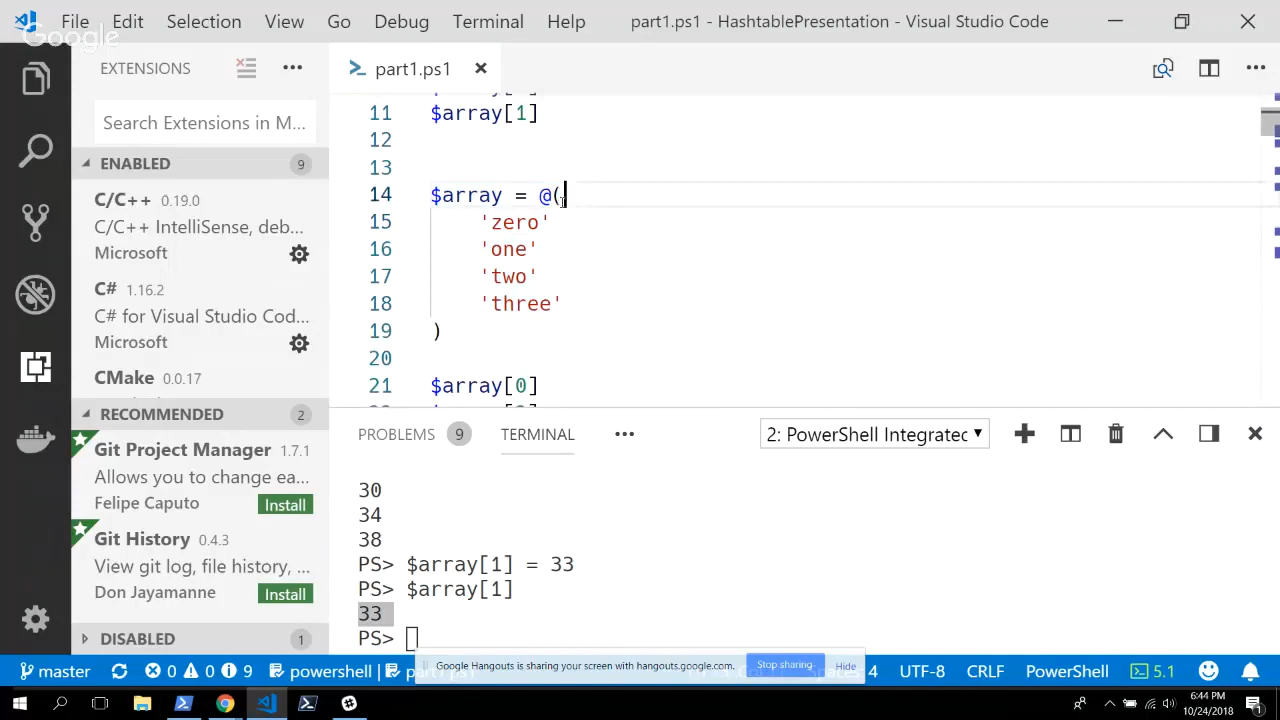 File Edit Selection View Go Debug Terminal Help part1.ps1 - HashtablePresentation - Visual Studio Code
Google
EXTENSIONS
part1.ps1
Search Extensions in M...
11 $array[1]
12
13
14 $array = @(
15 'zero'
16 'one'
17 'two'
18 'three'
19 )
20
21 $array[0]
ENABLED 9
C/C++ 0.19.0
C/C++ IntelliSense, deb...
Microsoft
C# 1.16.2
C# for Visual Studio Cod...
Microsoft
CMake 0.0.17
RECOMMENDED 2
Git Project Manager 1.7.1
Allows you to change ea...
Felipe Caputo Install
Git History 0.4.3
View git log, file history, ...
Don Jayamanne Install
DISABLED 1
PROBLEMS 9 TERMINAL ... 2: PowerShell Integratec
30
34
38
PS> $array[1] = 33
PS> $array[1]
33
PS>
Google Hangouts is sharing your screen with hangouts.google.com. Stop sharing Hide
master 0 0 9 powershell part1.ps1 4 UTF-8 CRLF PowerShell 5.1
6:44 PM
10/24/2018